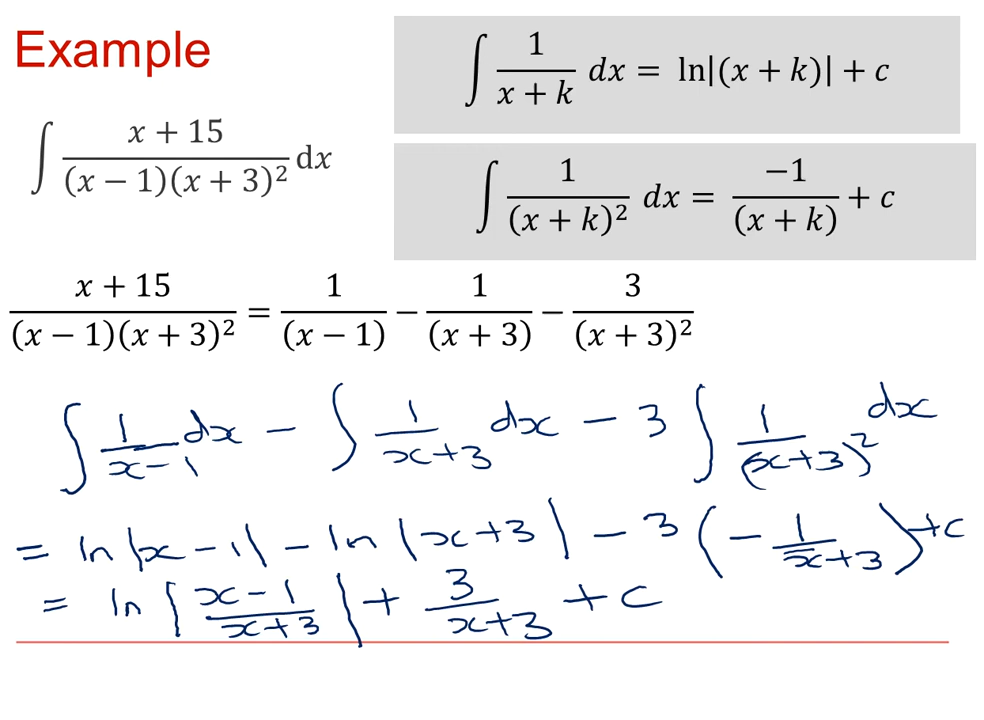 Example
∫ 1/(x + k) dx = ln|(x + k)| + c
∫ (x + 15)/((x − 1)(x + 3)²) dx
∫ 1/(x + k)² dx = −1/(x + k) + c
(x + 15)/((x − 1)(x + 3)²) = 1/(x − 1) − 1/(x + 3) − 3/(x + 3)²
∫ 1/(x−1) dx − ∫ 1/(x+3) dx − 3 ∫ 1/(x+3)² dx
= ln|x − 1| − ln|x+3| − 3 (− 1/(x+3)) + c
= ln |(x−1)/(x+3)| + 3/(x+3) + c